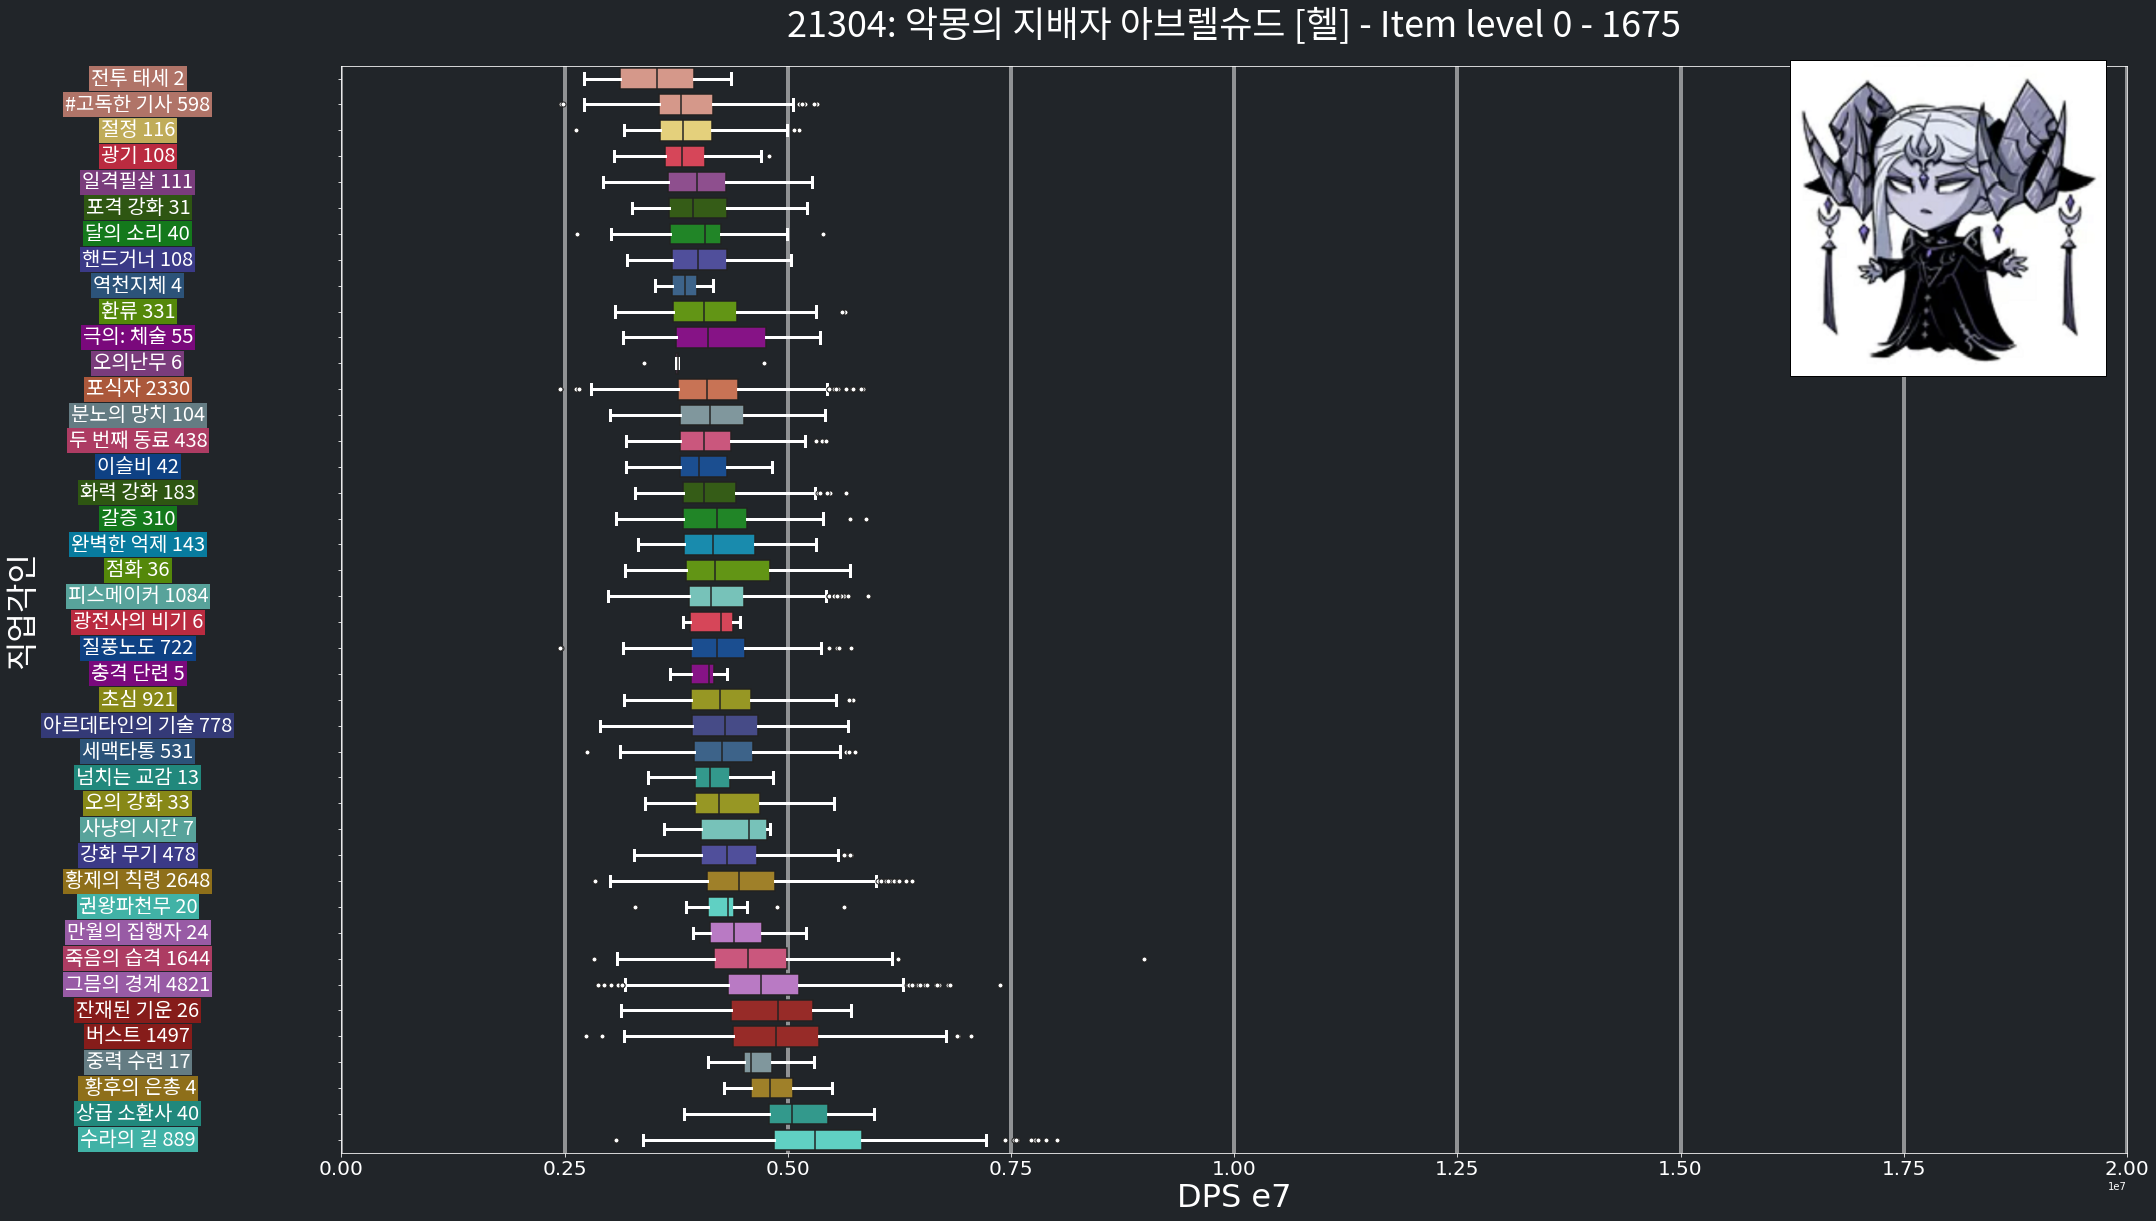 21304: 악몽의 지배자 아브렐슈드 [헬] - Item level 0 - 1675
직업각인
전투 태세 2
#고독한 기사 598
절정 116
광기 108
일격필살 111
포격 강화 31
달의 소리 40
핸드거너 108
역천지체 4
환류 331
극의: 체술 55
오의난무 6
포식자 2330
분노의 망치 104
두 번째 동료 438
이슬비 42
화력 강화 183
갈증 310
완벽한 억제 143
점화 36
피스메이커 1084
광전사의 비기 6
질풍노도 722
충격 단련 5
초심 921
아르데타인의 기술 778
세맥타통 531
넘치는 교감 13
오의 강화 33
사냥의 시간 7
강화 무기 478
황제의 칙령 2648
권왕파천무 20
만월의 집행자 24
죽음의 습격 1644
그믐의 경계 4821
잔재된 기운 26
버스트 1497
중력 수련 17
황후의 은총 4
상급 소환사 40
수라의 길 889
0.00 0.25 0.50 0.75 1.00 1.25 1.50 1.75 2.00
1e7
DPS e7